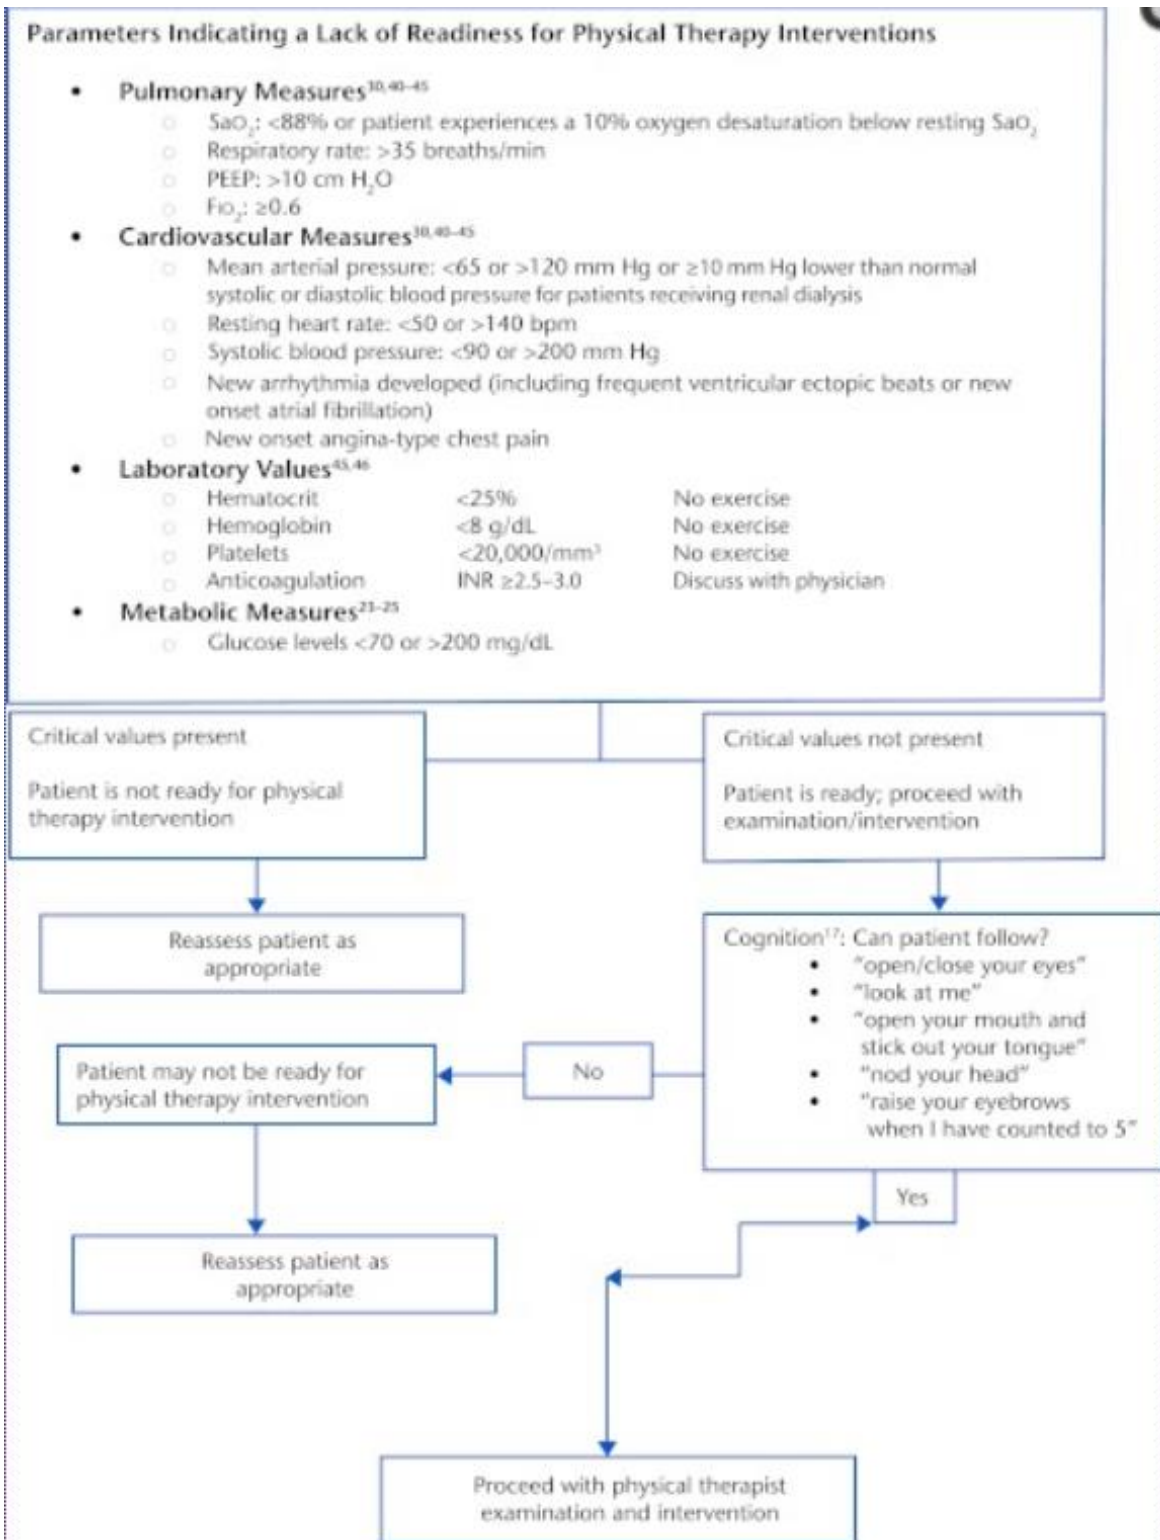 Parameters Indicating a Lack of Readiness for Physical Therapy Interventions
• Pulmonary Measures³⁰,⁴⁰⁻⁴⁵
○ SaO₂: <88% or patient experiences a 10% oxygen desaturation below resting SaO₂
○ Respiratory rate: >35 breaths/min
○ PEEP: >10 cm H₂O
○ FIO₂: ≥0.6
• Cardiovascular Measures³⁰,⁴⁰⁻⁴⁵
○ Mean arterial pressure: <65 or >120 mm Hg or ≥10 mm Hg lower than normal
systolic or diastolic blood pressure for patients receiving renal dialysis
○ Resting heart rate: <50 or >140 bpm
○ Systolic blood pressure: <90 or >200 mm Hg
○ New arrhythmia developed (including frequent ventricular ectopic beats or new
onset atrial fibrillation)
○ New onset angina-type chest pain
• Laboratory Values⁴⁵,⁴⁶
○ Hematocrit <25% No exercise
○ Hemoglobin <8 g/dL No exercise
○ Platelets <20,000/mm³ No exercise
○ Anticoagulation INR ≥2.5–3.0 Discuss with physician
• Metabolic Measures²¹⁻²⁵
○ Glucose levels <70 or >200 mg/dL
Critical values present
Patient is not ready for physical
therapy intervention
Critical values not present
Patient is ready; proceed with
examination/intervention
Reassess patient as
appropriate
Cognition¹⁷: Can patient follow?
• "open/close your eyes"
• "look at me"
• "open your mouth and
stick out your tongue"
• "nod your head"
• "raise your eyebrows
when I have counted to 5"
No
Patient may not be ready for
physical therapy intervention
Yes
Reassess patient as
appropriate
Proceed with physical therapist
examination and intervention